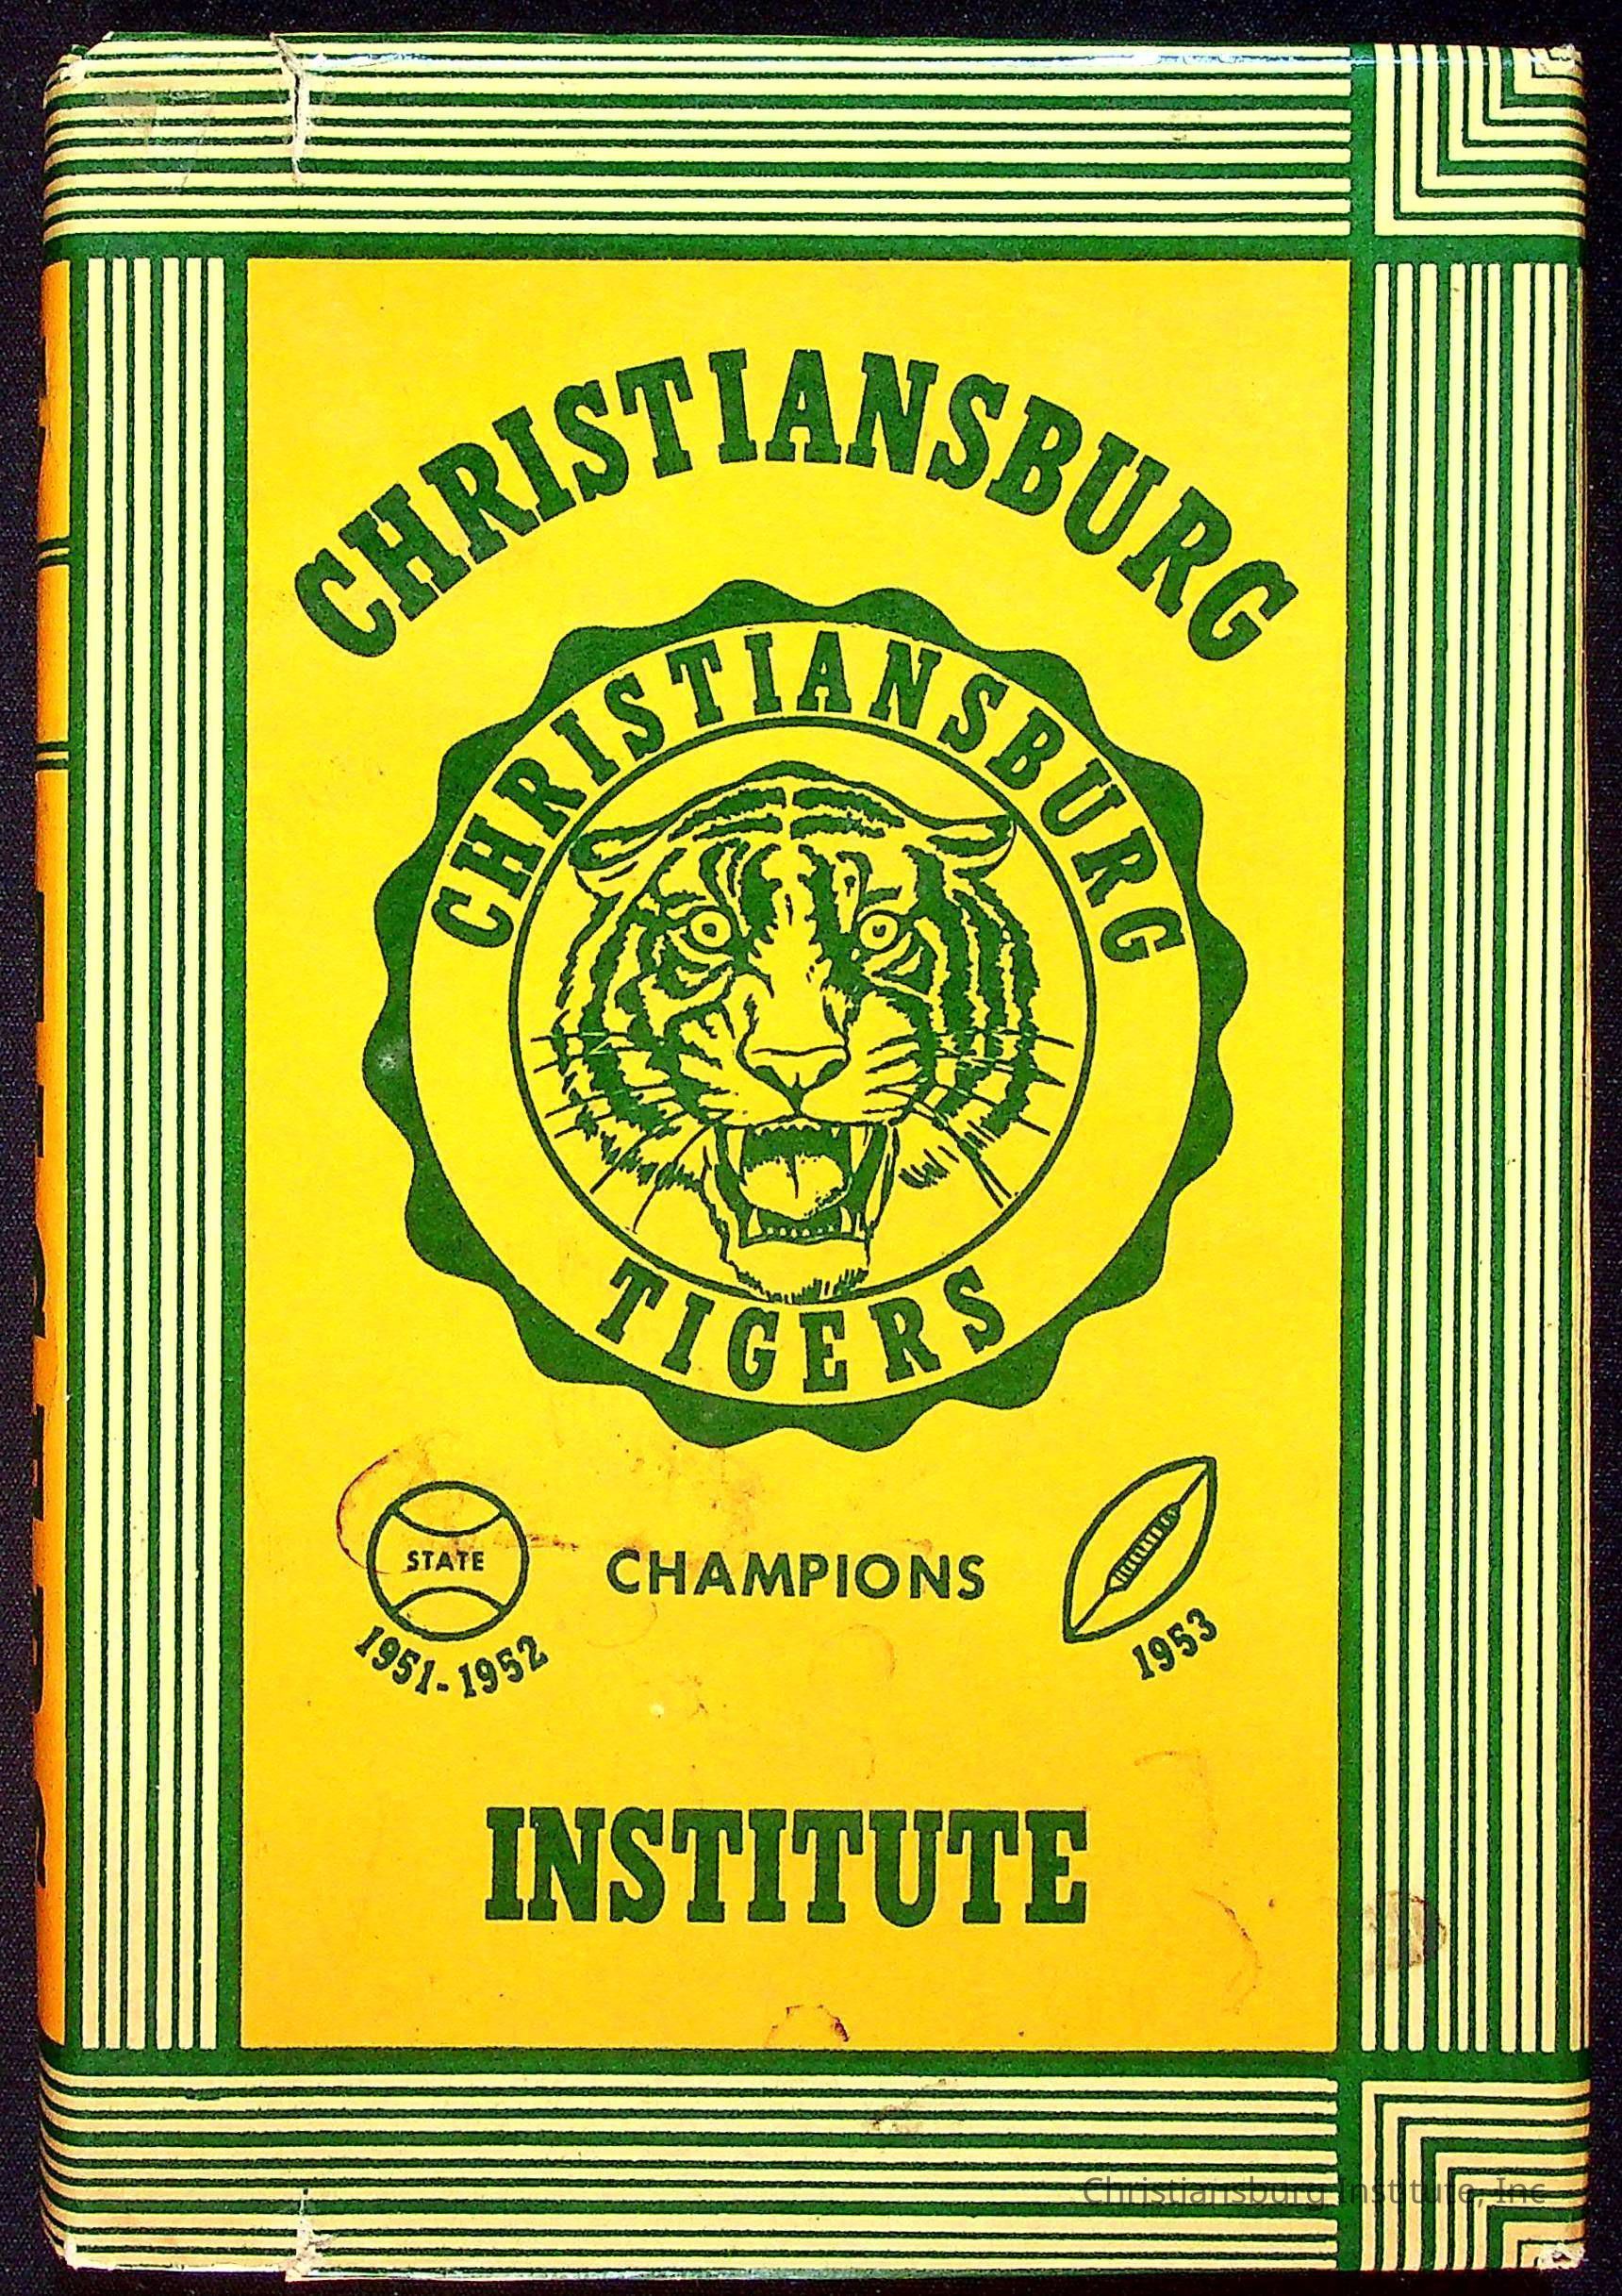 CHRISTIANSBURG
CHRISTIANSBURG
TIGERS
STATE
CHAMPIONS
1951-1952
1953
INSTITUTE
Christiansburg Institute, Inc